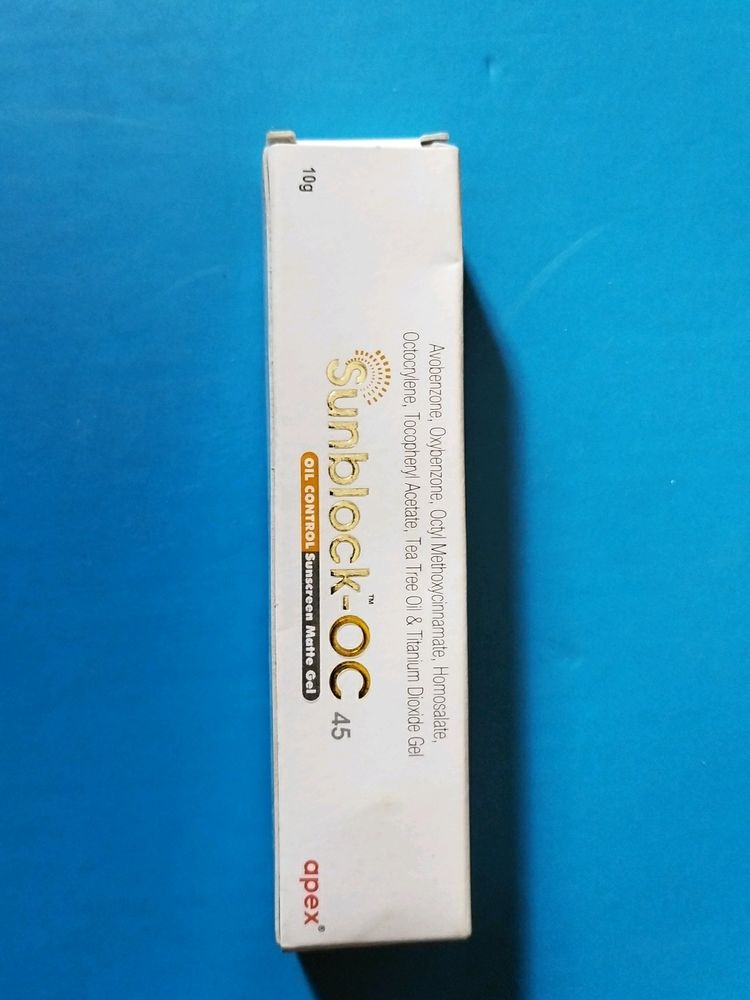 Avobenzone, Oxybenzone, Octyl Methoxycinnamate, Homosalate,
Octocrylene, Tocopheryl Acetate, Tea Tree Oil & Titanium Dioxide Gel
Sunblock-OC™ 45
OIL CONTROL Sunscreen Matte Gel
10g
apex®